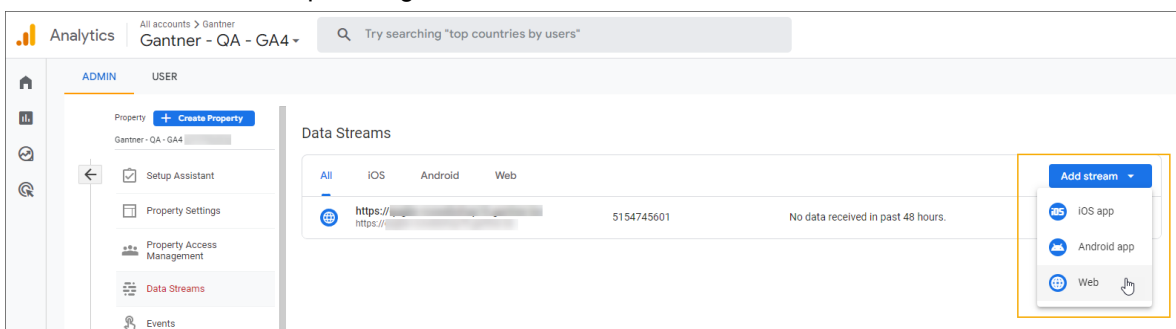 All accounts > Gantner
Analytics
Gantner - QA - GA4
Try searching "top countries by users"
ADMIN USER
Property + Create Property
Gantner - QA - GA4
Data Streams
Setup Assistant
All iOS Android Web
Add stream
Property Settings
https://
https://
5154745601
No data received in past 48 hours.
iOS
iOS app
Property Access
Management
Android app
Data Streams
Web
Events